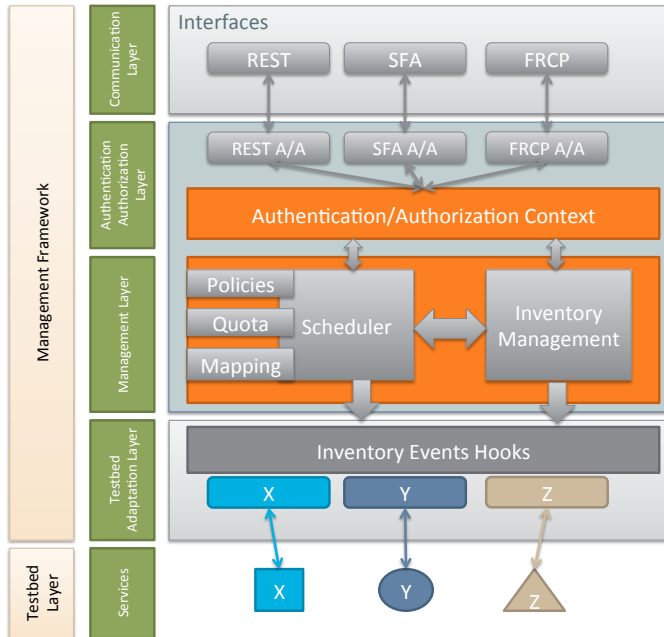 Management Framework
Testbed
Layer
Communication
Layer
Authentication
Authorization
Layer
Management Layer
Testbed
Adaptation Layer
Services
Interfaces
REST
SFA
FRCP
REST A/A
SFA A/A
FRCP A/A
Authentication/Authorization Context
Policies
Quota
Mapping
Scheduler
Inventory
Management
Inventory Events Hooks
X
Y
Z
X
Y
Z